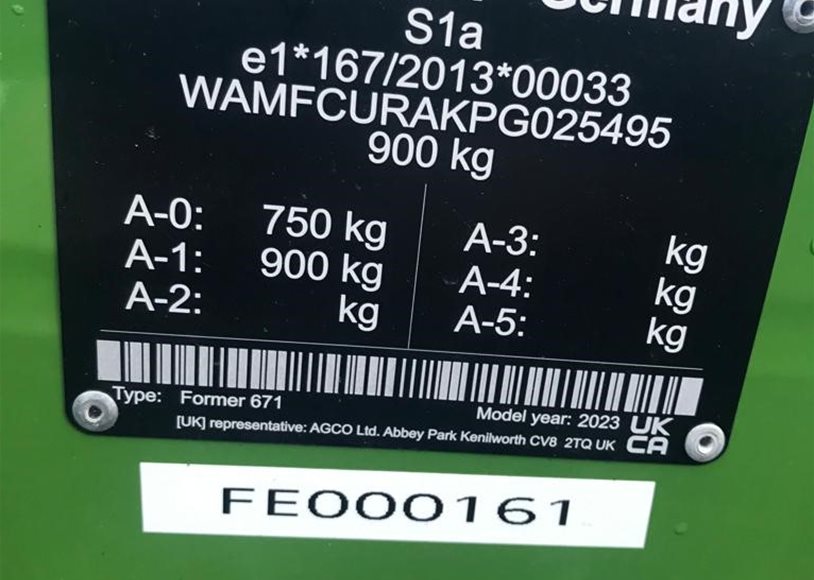 Germany
S1a
e1*167/2013*00033
WAMFCURAKPG025495
900 kg
A-0: 750 kg
A-1: 900 kg
A-2: kg
A-3: kg
A-4: kg
A-5: kg
Type: Former 671
Model year: 2023
UK
CA
[UK] representative: AGCO Ltd. Abbey Park Kenilworth CV8 2TQ UK
FE000161